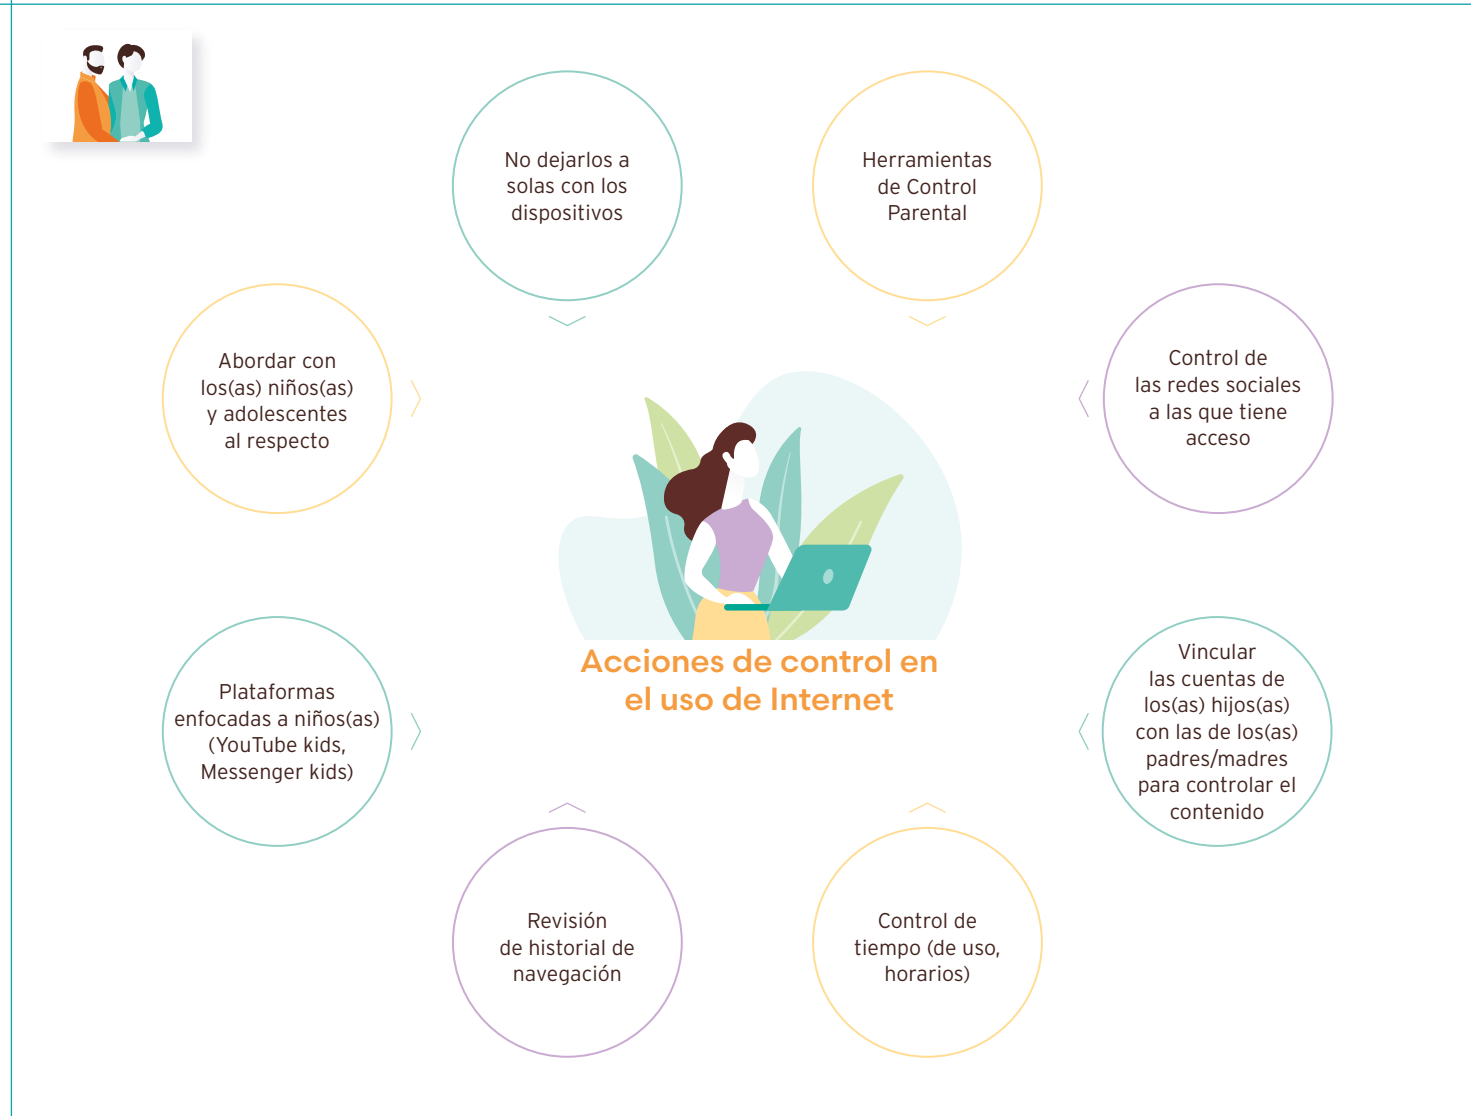 No dejarlos a
solas con los
dispositivos
Herramientas
de Control
Parental
Abordar con
los(as) niños(as)
y adolescentes
al respecto
Control de
las redes sociales
a las que tiene
acceso
Acciones de control en
el uso de Internet
Plataformas
enfocadas a niños(as)
(YouTube kids,
Messenger kids)
Vincular
las cuentas de
los(as) hijos(as)
con las de los(as)
padres/madres
para controlar el
contenido
Revisión
de historial de
navegación
Control de
tiempo (de uso,
horarios)